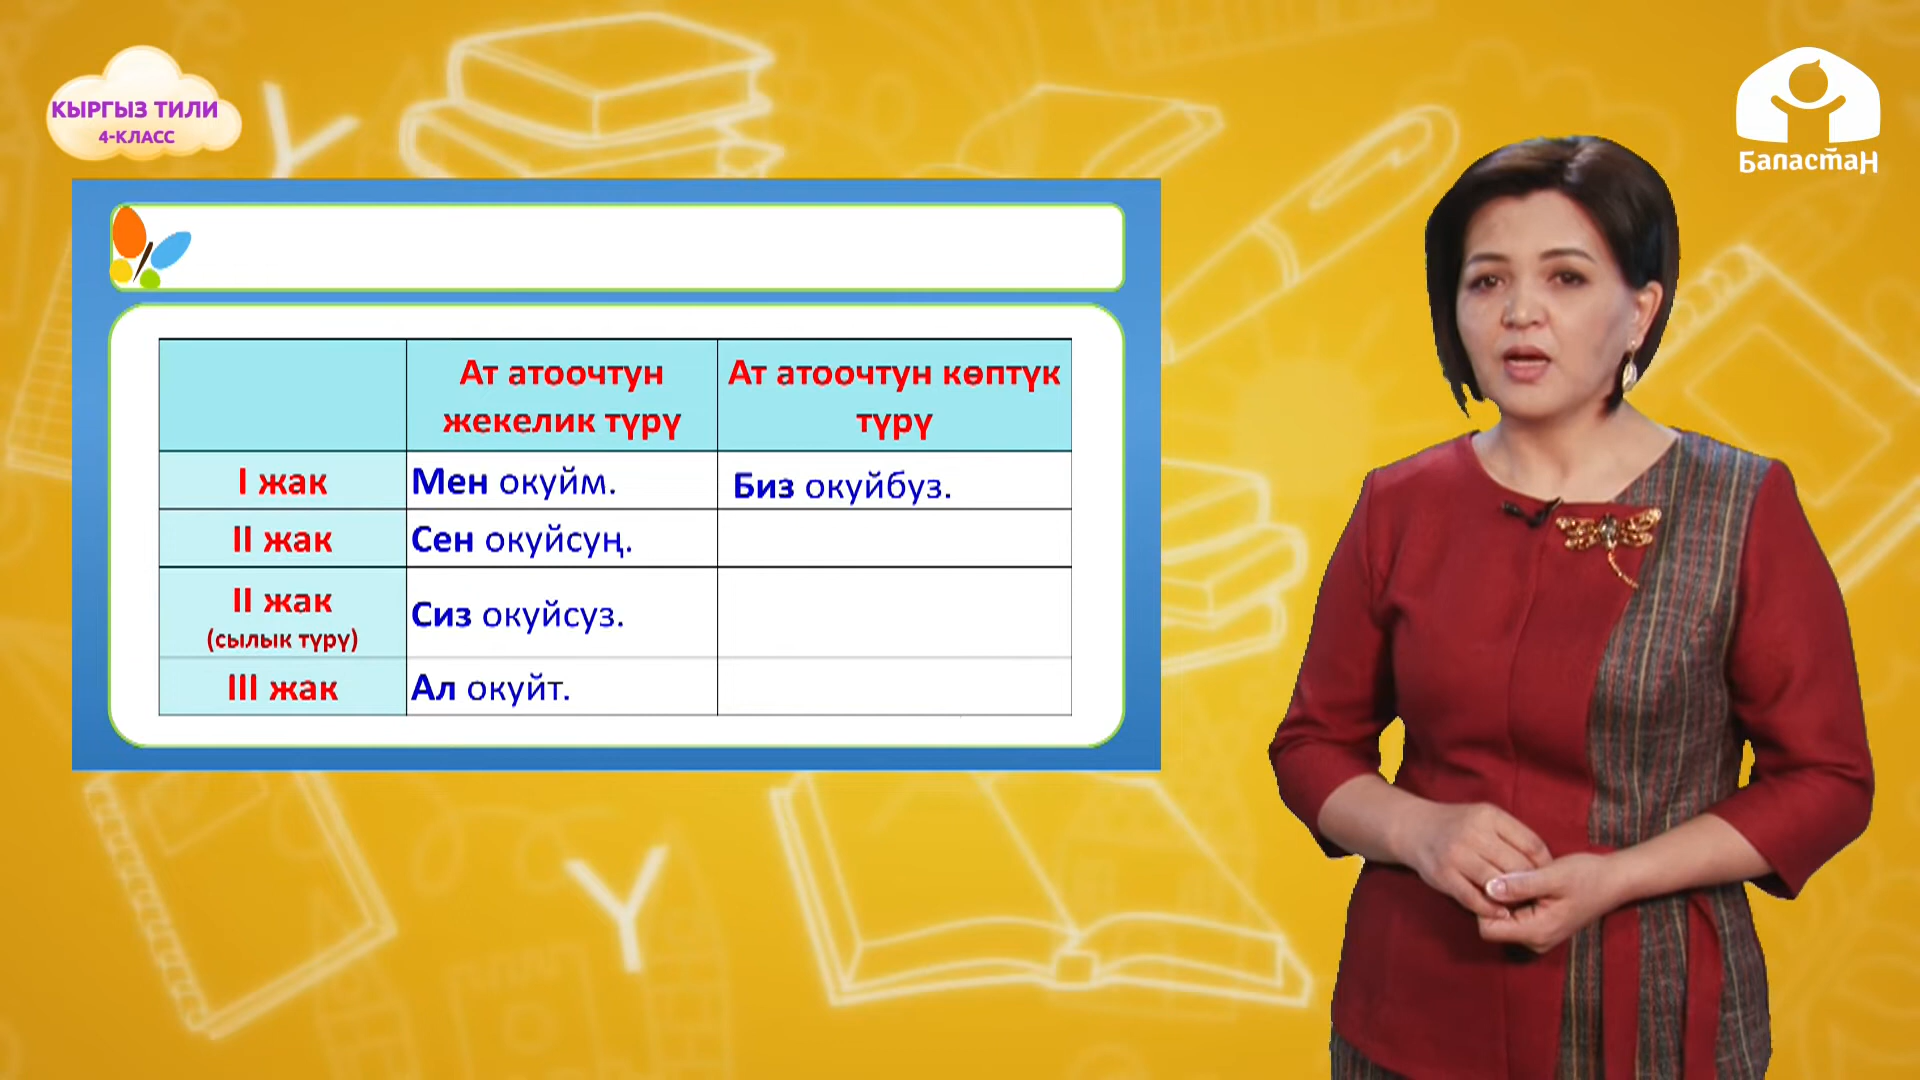 КЫРГЫЗ ТИЛИ
4-КЛАСС
Баластан
Ат атоочтун жекелик түрү
Ат атоочтун көптүк түрү
I жак
Мен окуйм.
Биз окуйбуз.
II жак
Сен окуйсуң.
II жак
(сылык түрү)
Сиз окуйсуз.
III жак
Ал окуйт.